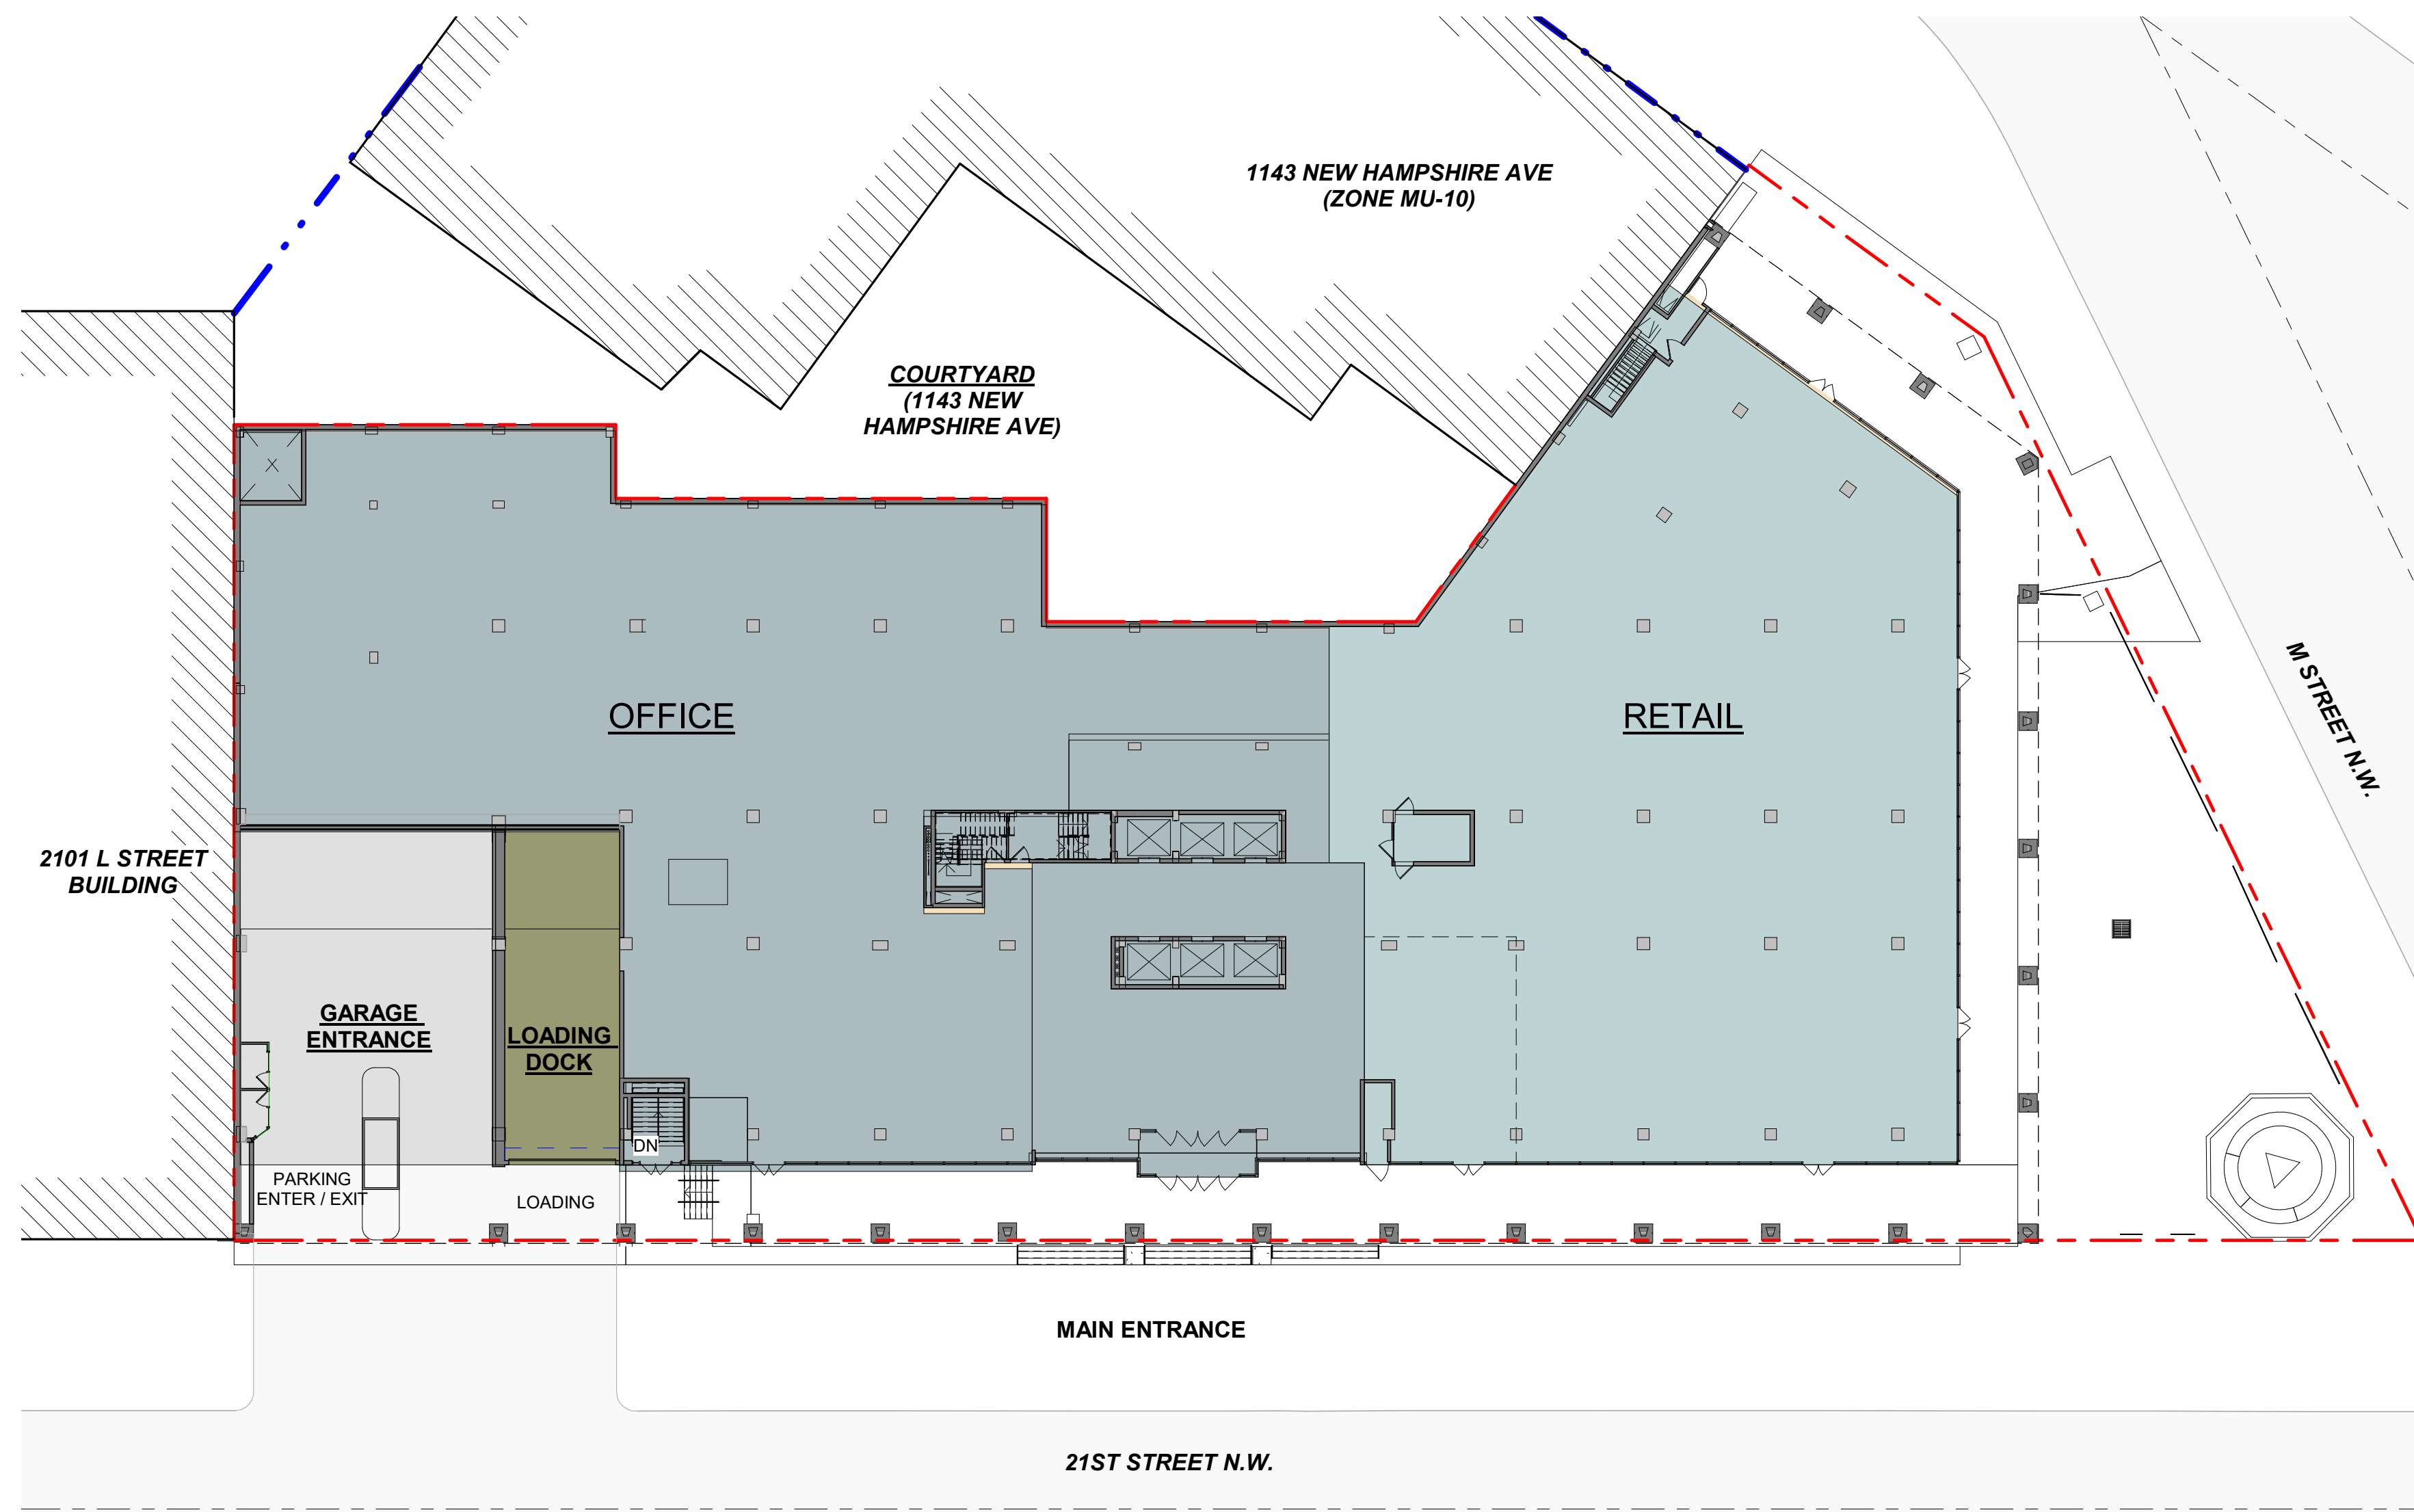 1143 NEW HAMPSHIRE AVE
(ZONE MU-10)
COURTYARD
(1143 NEW
HAMPSHIRE AVE)
M STREET N.W.
OFFICE
RETAIL
2101 L STREET
BUILDING
GARAGE
ENTRANCE
LOADING
DOCK
DN
PARKING
ENTER / EXIT
LOADING
MAIN ENTRANCE
21ST STREET N.W.